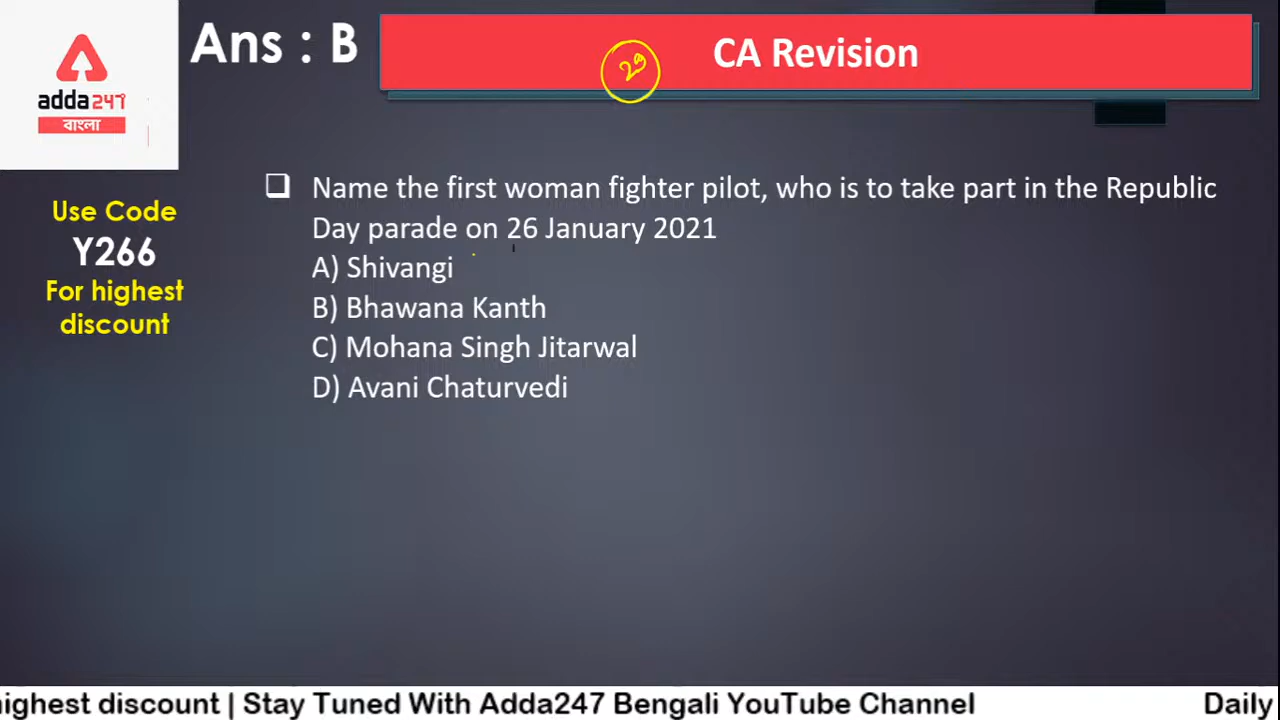 Ans : B
CA Revision
adda247
বাংলা
Use Code
Y266
For highest
discount
Name the first woman fighter pilot, who is to take part in the Republic
Day parade on 26 January 2021
A) Shivangi
B) Bhawana Kanth
C) Mohana Singh Jitarwal
D) Avani Chaturvedi
highest discount | Stay Tuned With Adda247 Bengali YouTube Channel
Daily